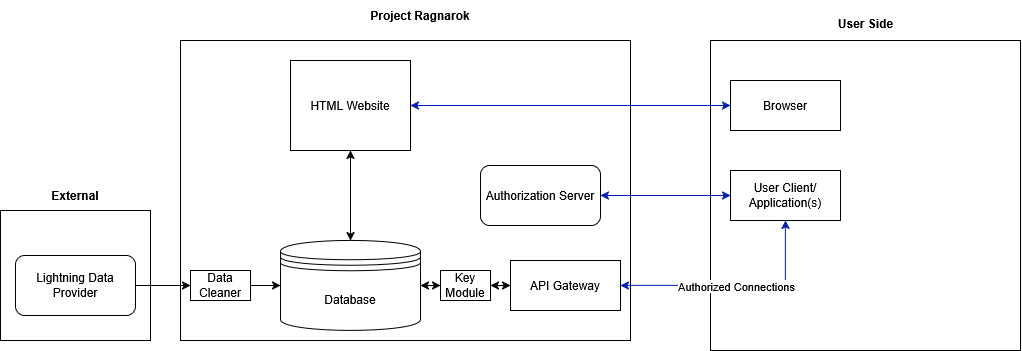 Project Ragnarok
User Side
HTML Website
Browser
External
Authorization Server
User Client/
Application(s)
Lightning Data
Provider
Data
Cleaner
Database
Key
Module
API Gateway
Authorized Connections